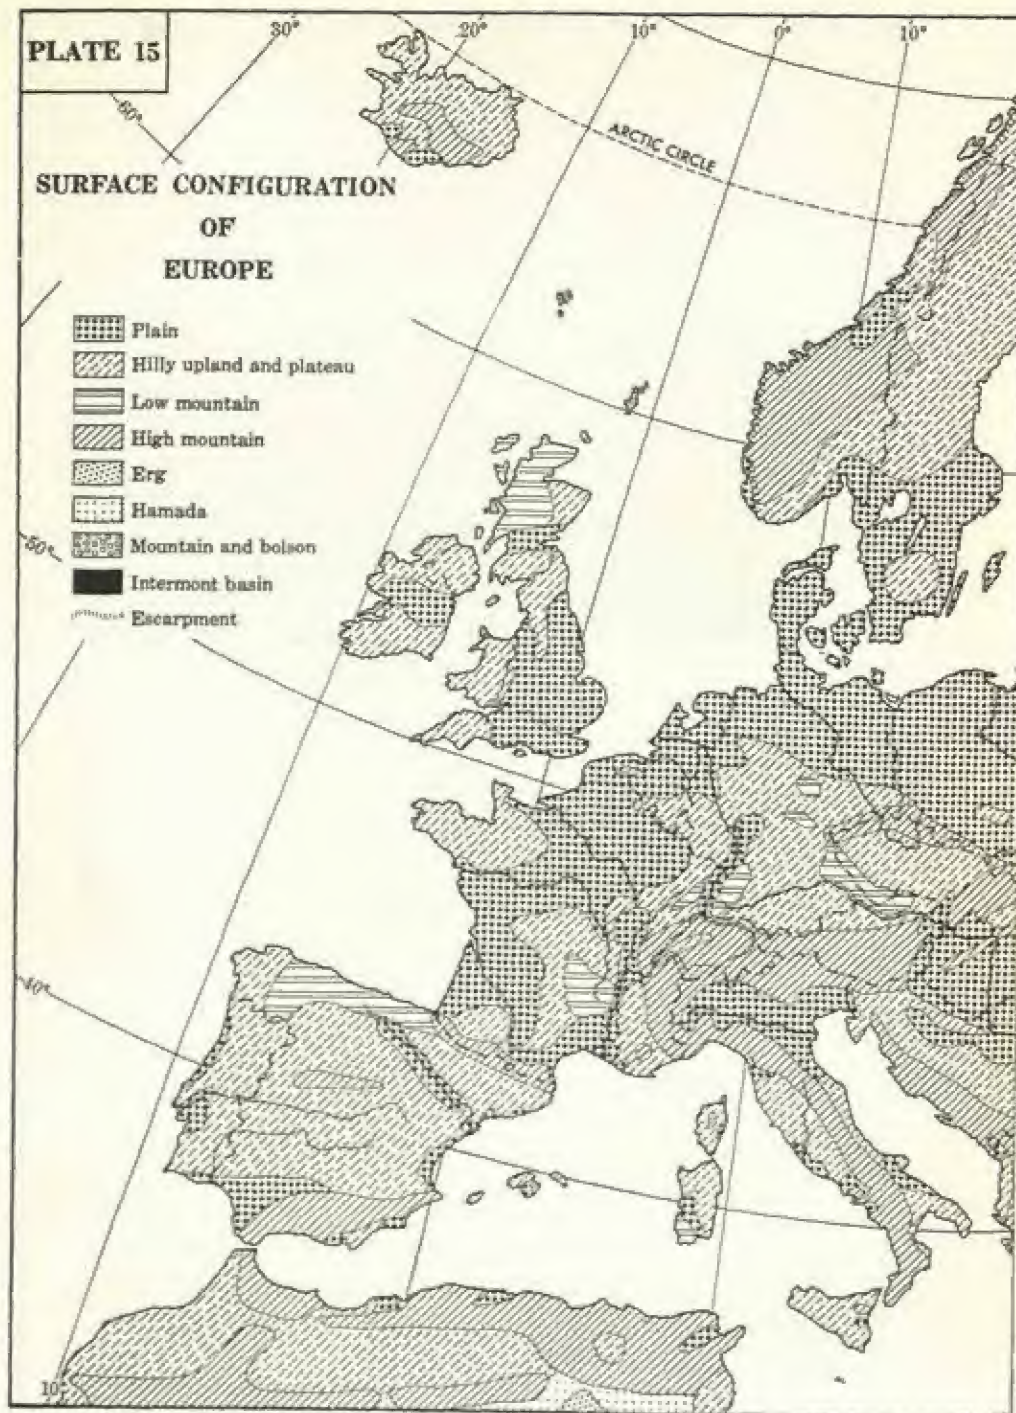 PLATE 15
30°
20°
10°
0°
10°
60°
ARCTIC CIRCLE
SURFACE CONFIGURATION
OF
EUROPE
Plain
Hilly upland and plateau
Low mountain
High mountain
Erg
Hamada
Mountain and bolson
Intermont basin
Escarpment
50°
40°
10°